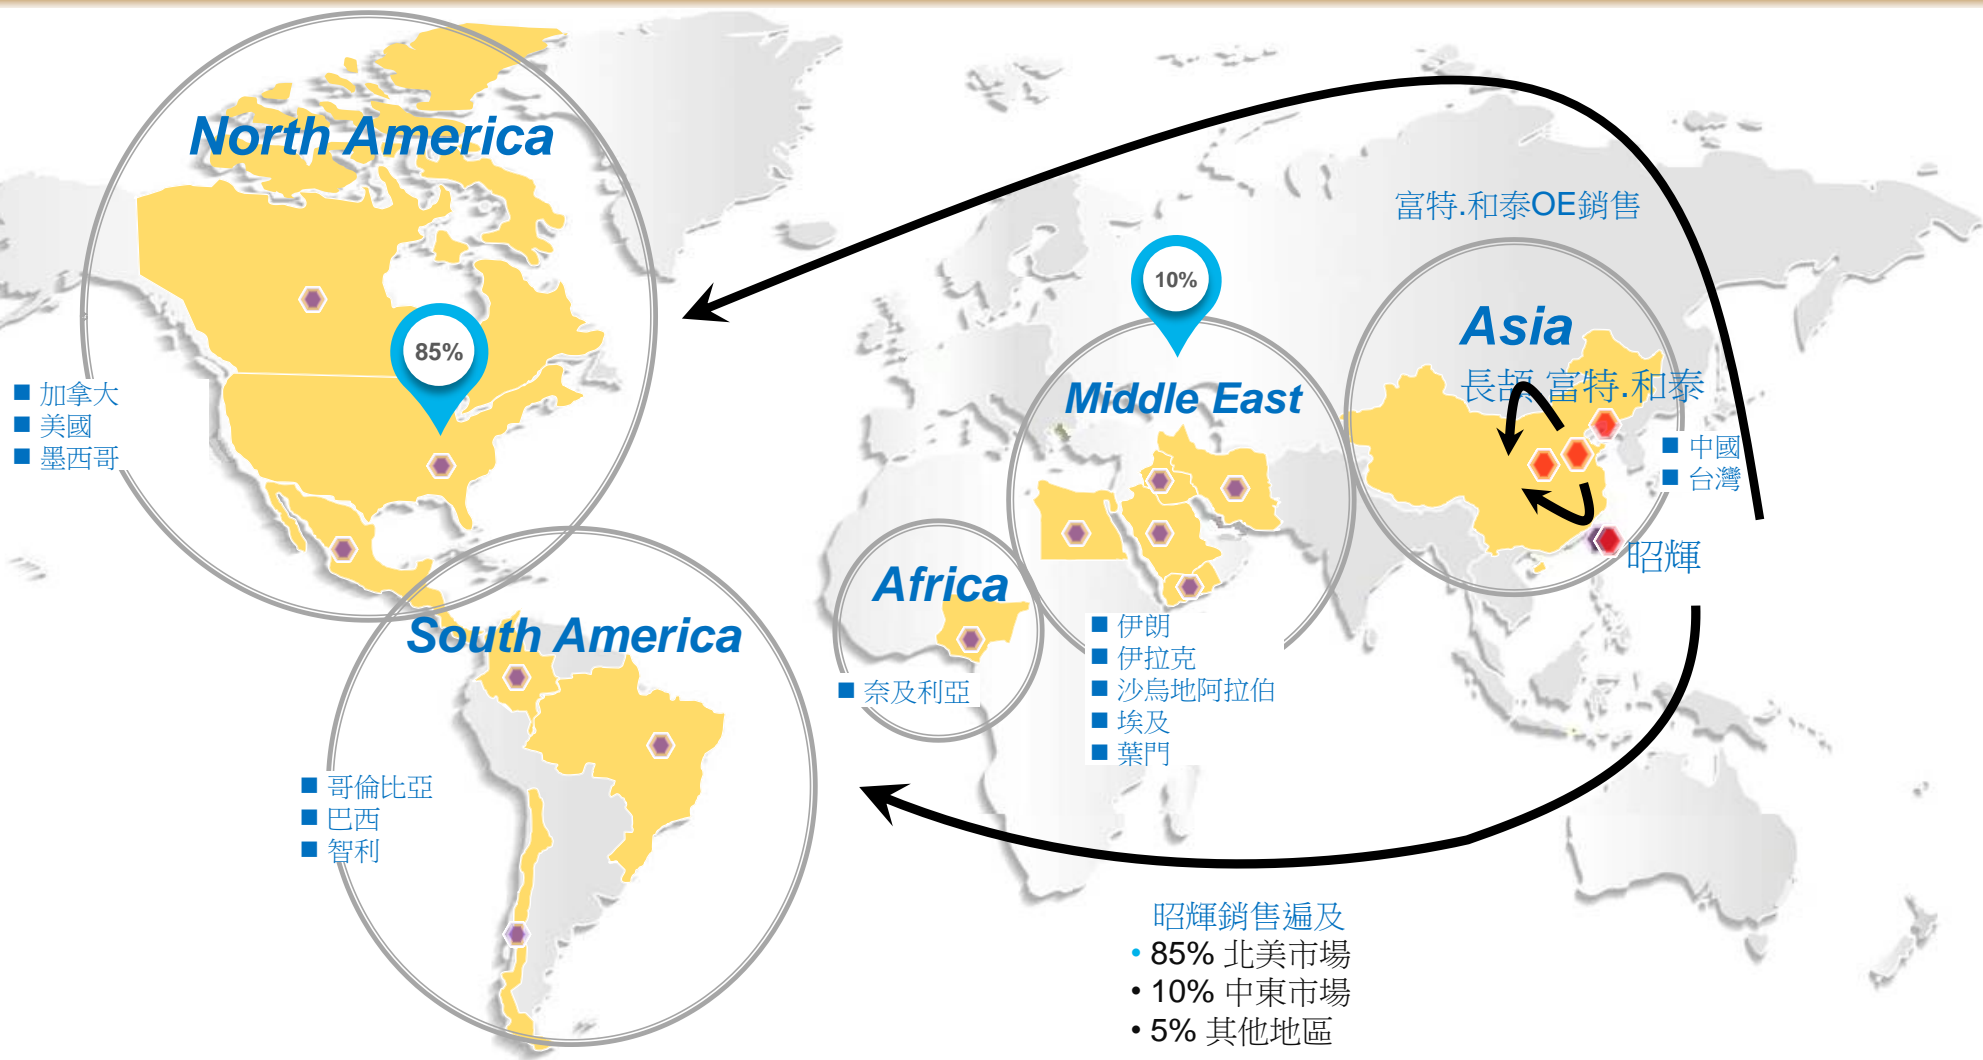 North America
85%
■ 加拿大
■ 美國
■ 墨西哥
South America
■ 哥倫比亞
■ 巴西
■ 智利
Africa
■ 奈及利亞
10%
Middle East
■ 伊朗
■ 伊拉克
■ 沙烏地阿拉伯
■ 埃及
■ 葉門
富特.和泰OE銷售
Asia
長頡.富特.和泰
■ 中國
■ 台灣
昭輝
昭輝銷售遍及
• 85% 北美市場
• 10% 中東市場
• 5% 其他地區